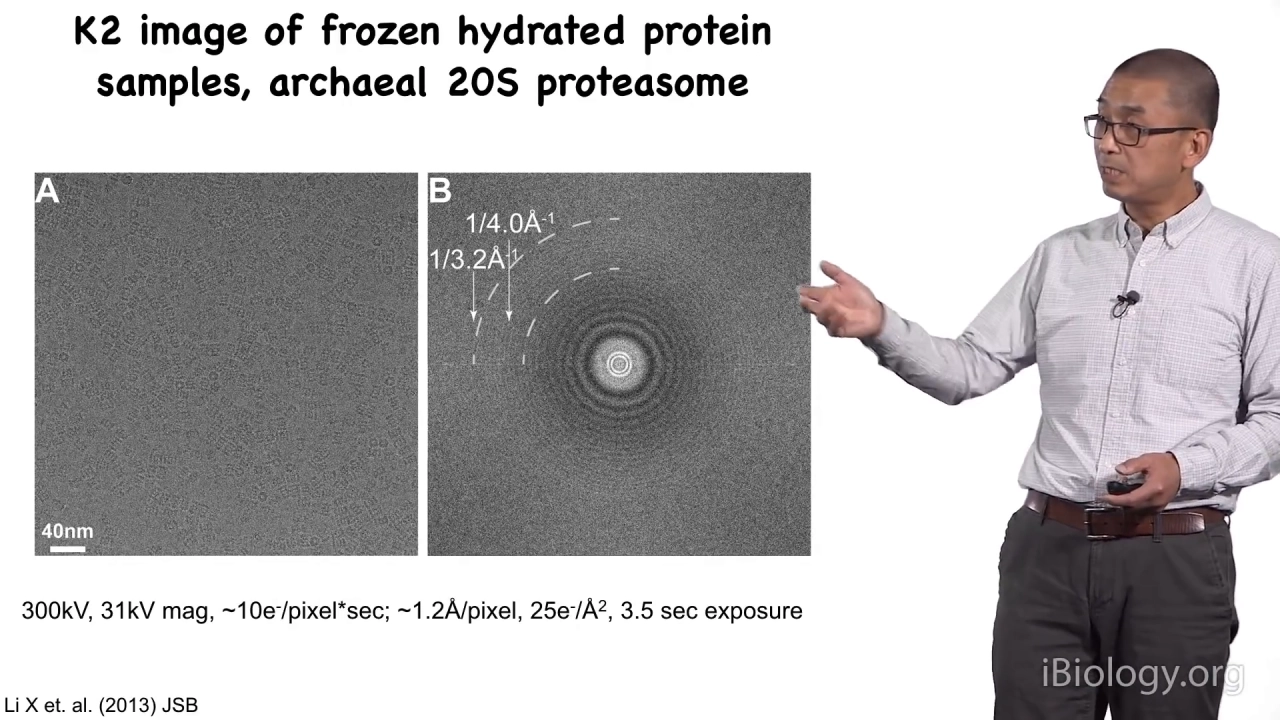 K2 image of frozen hydrated protein
samples, archaeal 20S proteasome
A
40nm
B
1/4.0Å-1
1/3.2Å-1
300kV, 31kV mag, ~10e-/pixel*sec; ~1.2Å/pixel, 25e-/Å2, 3.5 sec exposure
Li X et. al. (2013) JSB
iBiology.org